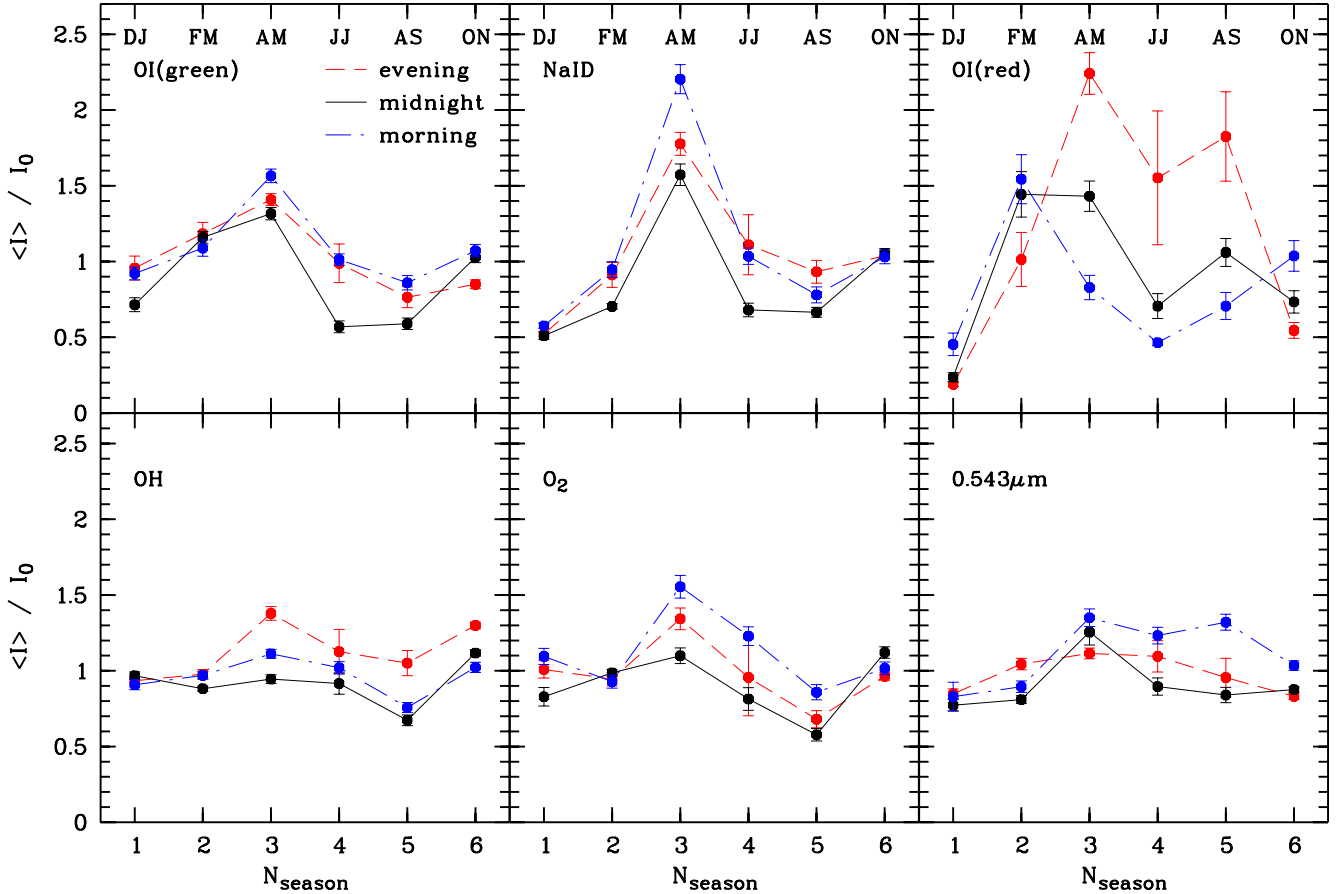 DJ FM AM JJ AS ON DJ FM AM JJ AS ON DJ FM AM JJ AS ON
2.5
OI(green) evening NaID OI(red)
2
midnight
morning
1.5
<I> / I₀
1
0.5
0
2.5
OH O₂ 0.543μm
2
1.5
<I> / I₀
1
0.5
0
1 2 3 4 5 6 1 2 3 4 5 6 1 2 3 4 5 6
N_season N_season N_season